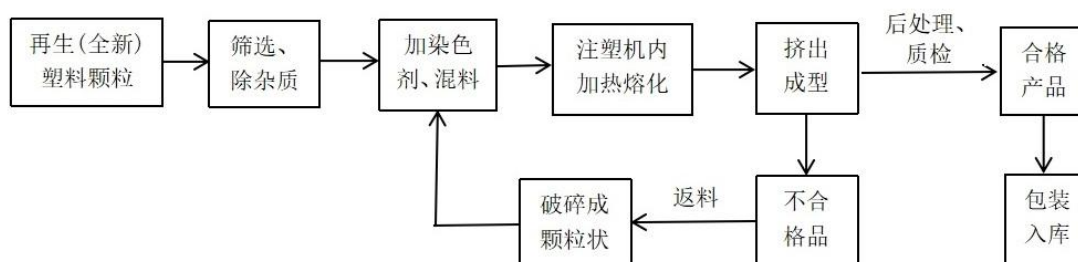 再生(全新)
塑料颗粒
筛选、
除杂质
加染色
剂、混料
注塑机内
加热熔化
挤出
成型
后处理、
质检
合格
产品
破碎成
颗粒状
返料
不合
格品
包装
入库